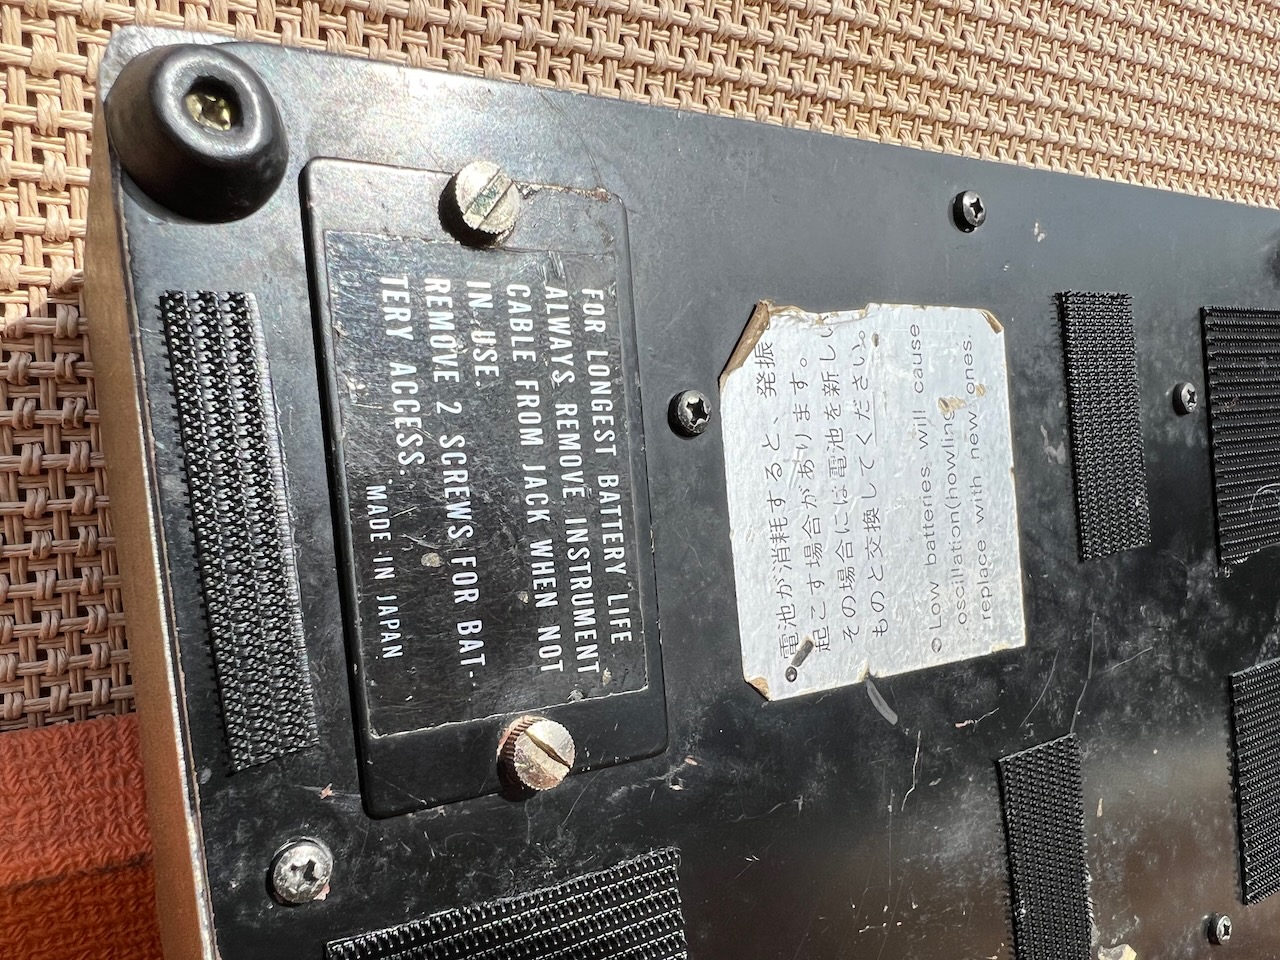 FOR LONGEST BATTERY LIFE
ALWAYS REMOVE INSTRUMENT
CABLE FROM JACK WHEN NOT
IN USE.
REMOVE 2 SCREWS FOR BAT-
TERY ACCESS.
MADE IN JAPAN
電池が消耗すると、発振
起こす場合があります。
その場合には電池を新しい
ものと交換してください。
Low batteries will cause
oscillation(howling
replace with new ones.